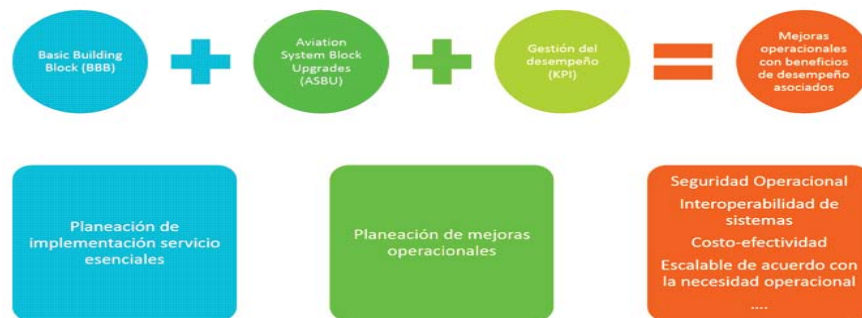 Basic Building
Block (BBB)
Aviation
System Block
Upgrades
(ASBU)
Gestión del
desempeño
(KPI)
Mejoras
operacionales
con beneficios
de desempeño
asociados
Planeación de
implementación servicio
esenciales
Planeación de mejoras
operacionales
Seguridad Operacional
Interoperabilidad de
sistemas
Costo-efectividad
Escalable de acuerdo con
la necesidad operacional
....